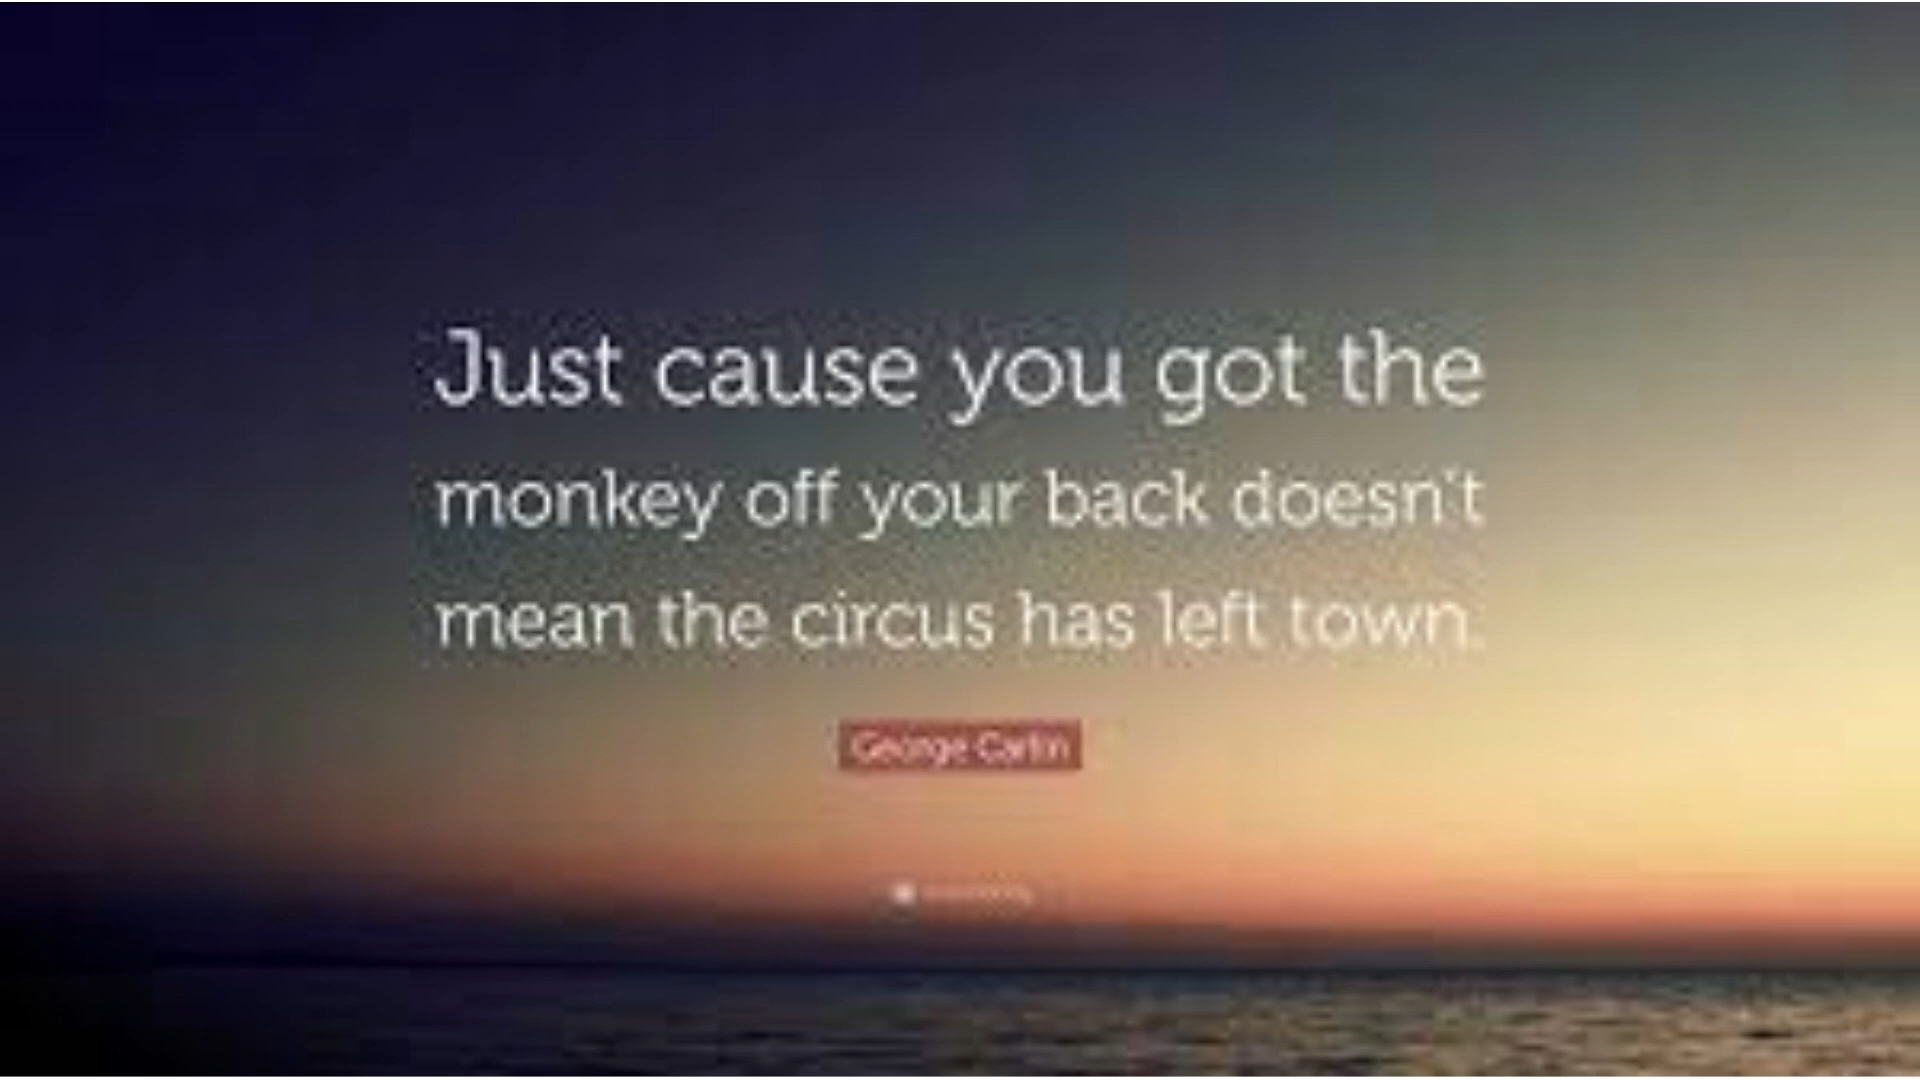 Just cause you got the
monkey off your back doesn't
mean the circus has left town.
George Carlin